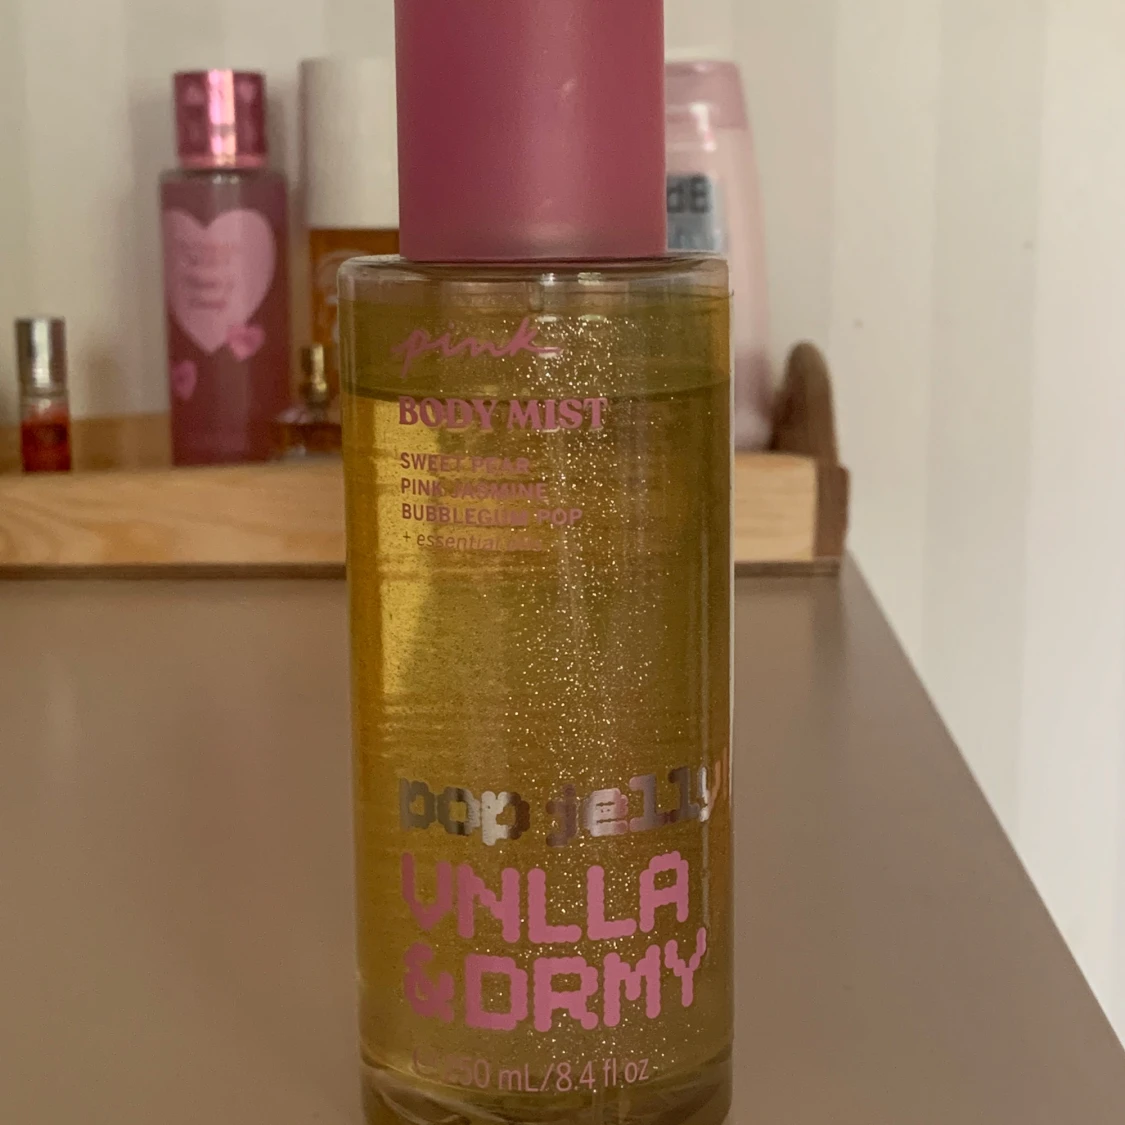 pink
BODY MIST
SWEET PEAR
PINK JASMINE
BUBBLEGUM POP
+ essential oils
pop jelly
VNLLA
& DRMY
250 mL/8.4 fl oz